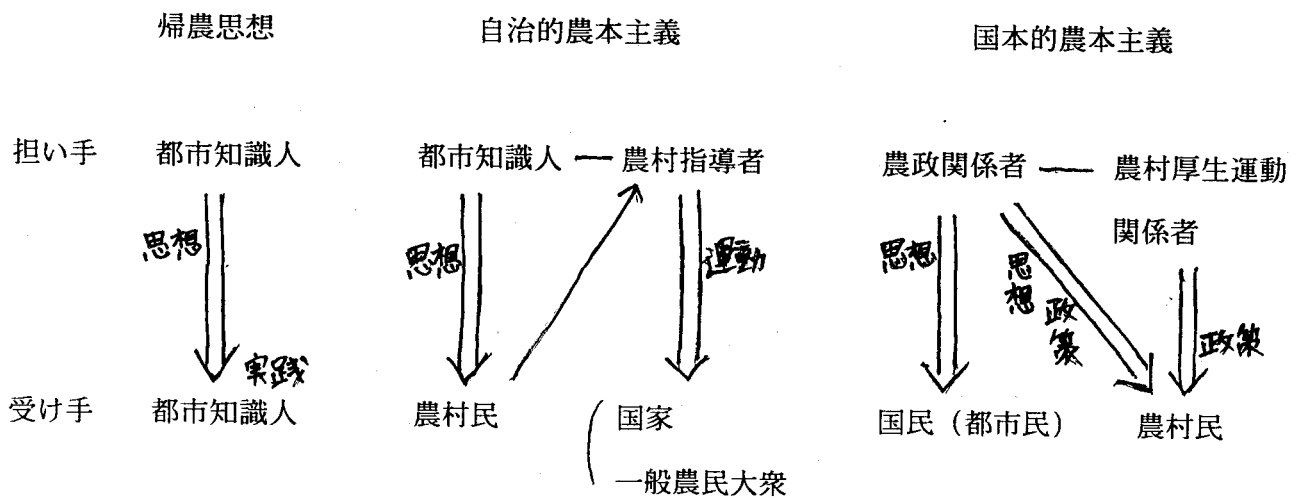 帰農思想 自治的農本主義 国本的農本主義
担い手 都市知識人 都市知識人 農村指導者 農政関係者 農村厚生運動
関係者
思想 思想 運動 思想 思想 政策 政策
実践
受け手 都市知識人 農村民 国家 国民（都市民） 農村民
一般農民大衆